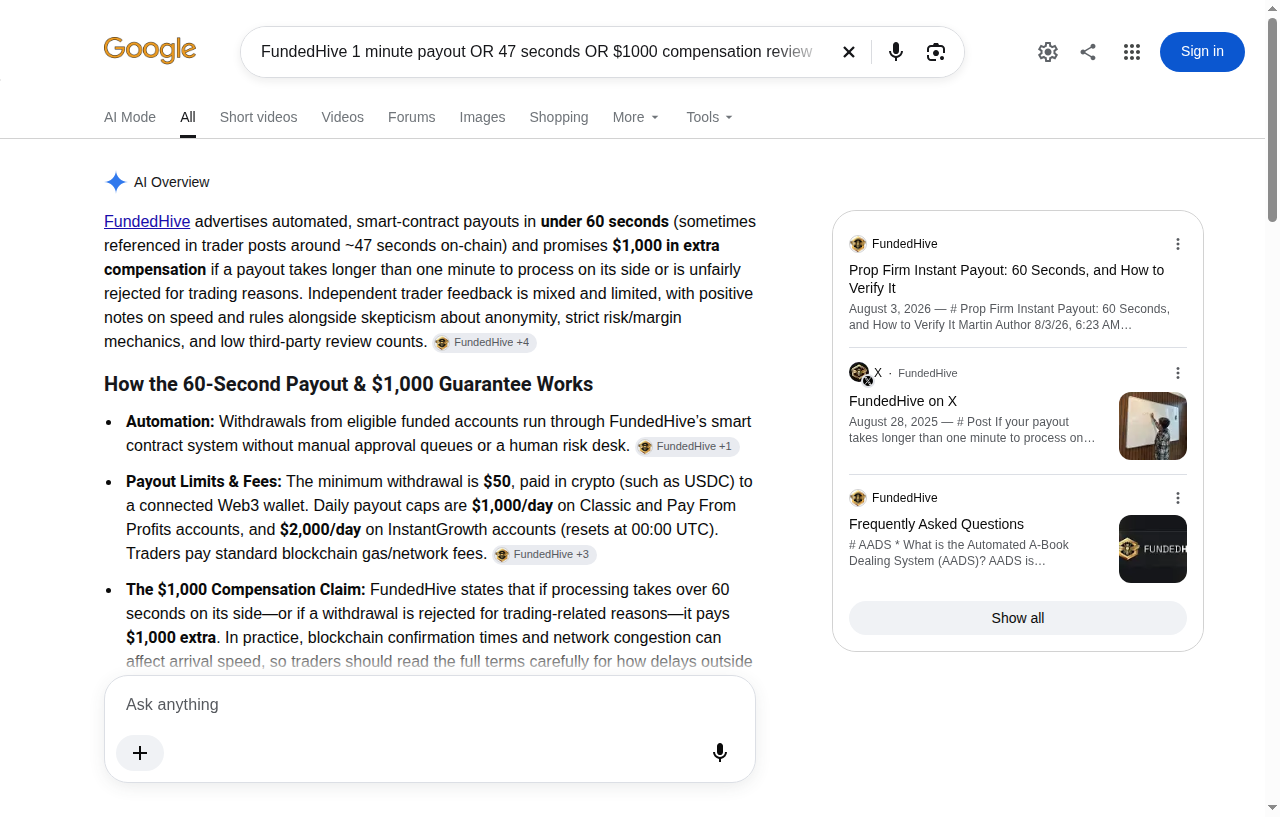 Google
FundedHive 1 minute payout OR 47 seconds OR $1000 compensation review
Sign in
AI Mode
All
Short videos
Videos
Forums
Images
Shopping
More
Tools
AI Overview
FundedHive advertises automated, smart-contract payouts in under 60 seconds (sometimes
referenced in trader posts around ~47 seconds on-chain) and promises $1,000 in extra
compensation if a payout takes longer than one minute to process on its side or is unfairly
rejected for trading reasons. Independent trader feedback is mixed and limited, with positive
notes on speed and rules alongside skepticism about anonymity, strict risk/margin
mechanics, and low third-party review counts. FundedHive +4
How the 60-Second Payout & $1,000 Guarantee Works
• Automation: Withdrawals from eligible funded accounts run through FundedHive’s smart
contract system without manual approval queues or a human risk desk. FundedHive +1
• Payout Limits & Fees: The minimum withdrawal is $50, paid in crypto (such as USDC) to
a connected Web3 wallet. Daily payout caps are $1,000/day on Classic and Pay From
Profits accounts, and $2,000/day on InstantGrowth accounts (resets at 00:00 UTC).
Traders pay standard blockchain gas/network fees. FundedHive +3
• The $1,000 Compensation Claim: FundedHive states that if processing takes over 60
seconds on its side—or if a withdrawal is rejected for trading-related reasons—it pays
$1,000 extra. In practice, blockchain confirmation times and network congestion can
affect arrival speed, so traders should read the full terms carefully for how delays outside
Ask anything
FundedHive
Prop Firm Instant Payout: 60 Seconds, and How to
Verify It
August 3, 2026 — # Prop Firm Instant Payout: 60 Seconds,
and How to Verify It Martin Author 8/3/26, 6:23 AM…
X · FundedHive
FundedHive on X
August 28, 2025 — # Post If your payout
takes longer than one minute to process on…
FundedHive
Frequently Asked Questions
# AADS * What is the Automated A-Book
Dealing System (AADS)? AADS is…
FUNDEDH
Show all